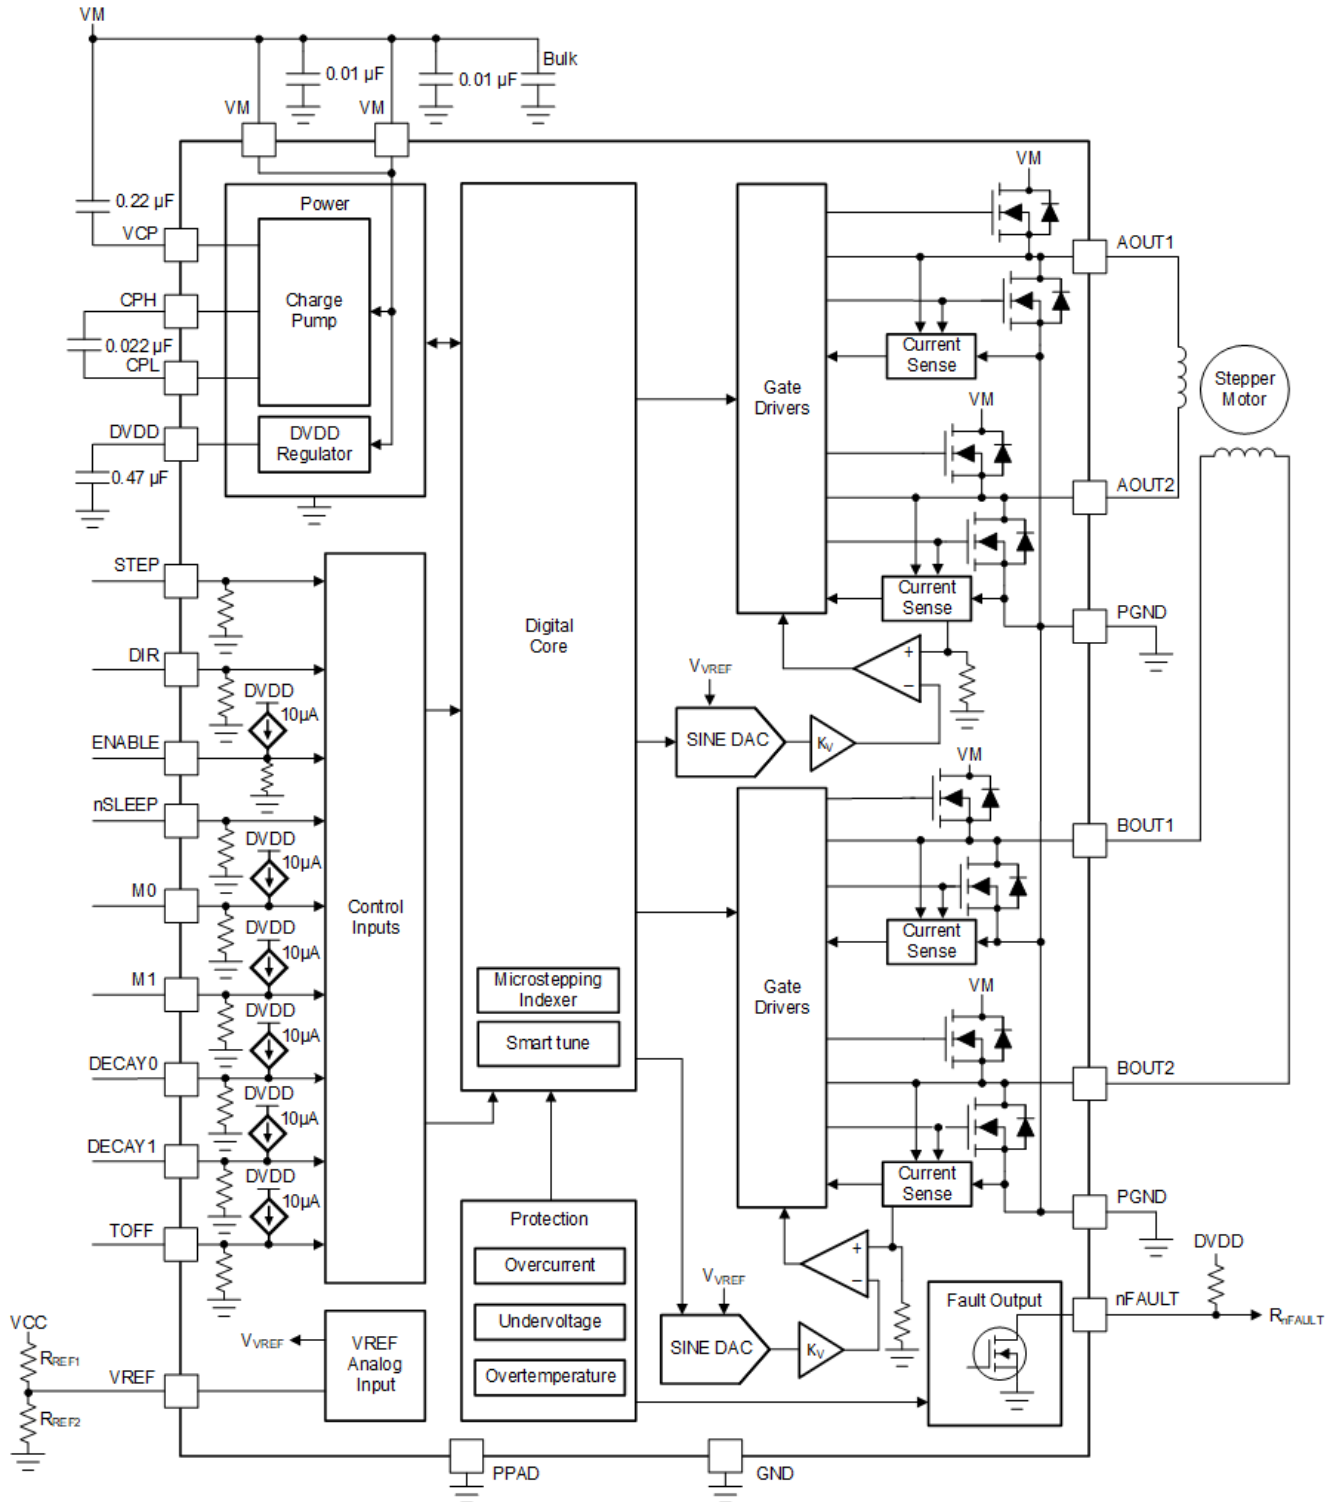 VM
Bulk
0.01 µF
0.01 µF
VM
VM
VM
0.22 µF
Power
VCP
AOUT1
CPH
Charge
Pump
0.022 µF
CPL
Current
Sense
Stepper
Motor
Gate
Drivers
VM
DVDD
DVDD
Regulator
0.47 µF
AOUT2
STEP
Current
Sense
PGND
Digital
Core
DIR
VVREF
DVDD
10µA
ENABLE
SINE DAC
KV
VM
nSLEEP
BOUT1
DVDD
10µA
M0
Control
Inputs
Current
Sense
DVDD
10µA
M1
Microstepping
Indexer
Gate
Drivers
VM
DVDD
10µA
Smart tune
DECAY0
BOUT2
DVDD
10µA
DECAY1
Current
Sense
DVDD
10µA
PGND
Protection
TOFF
DVDD
Overcurrent
VVREF
Fault Output
nFAULT
RnFAULT
VCC
Undervoltage
VVREF
VREF
Analog
Input
SINE DAC
KV
RREF1
VREF
Overtemperature
RREF2
PPAD
GND